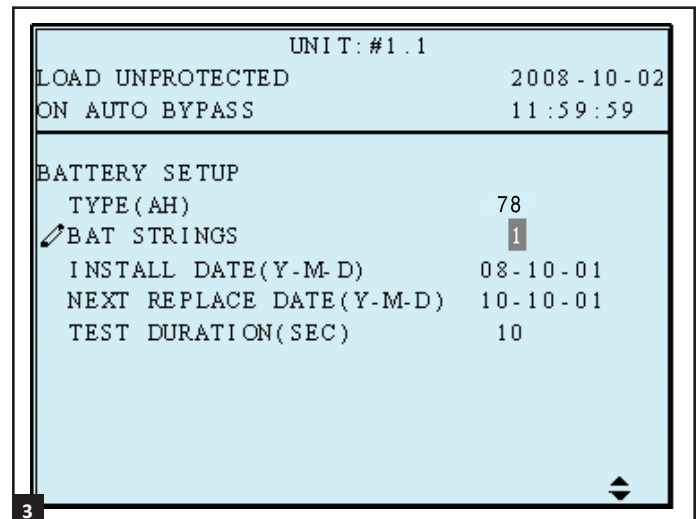 UNIT:#1.1
LOAD UNPROTECTED 2008-10-02
ON AUTO BYPASS 11:59:59
BATTERY SETUP
TYPE(AH) 78
BAT STRINGS 1
INSTALL DATE(Y-M-D) 08-10-01
NEXT REPLACE DATE(Y-M-D) 10-10-01
TEST DURATION(SEC) 10
3